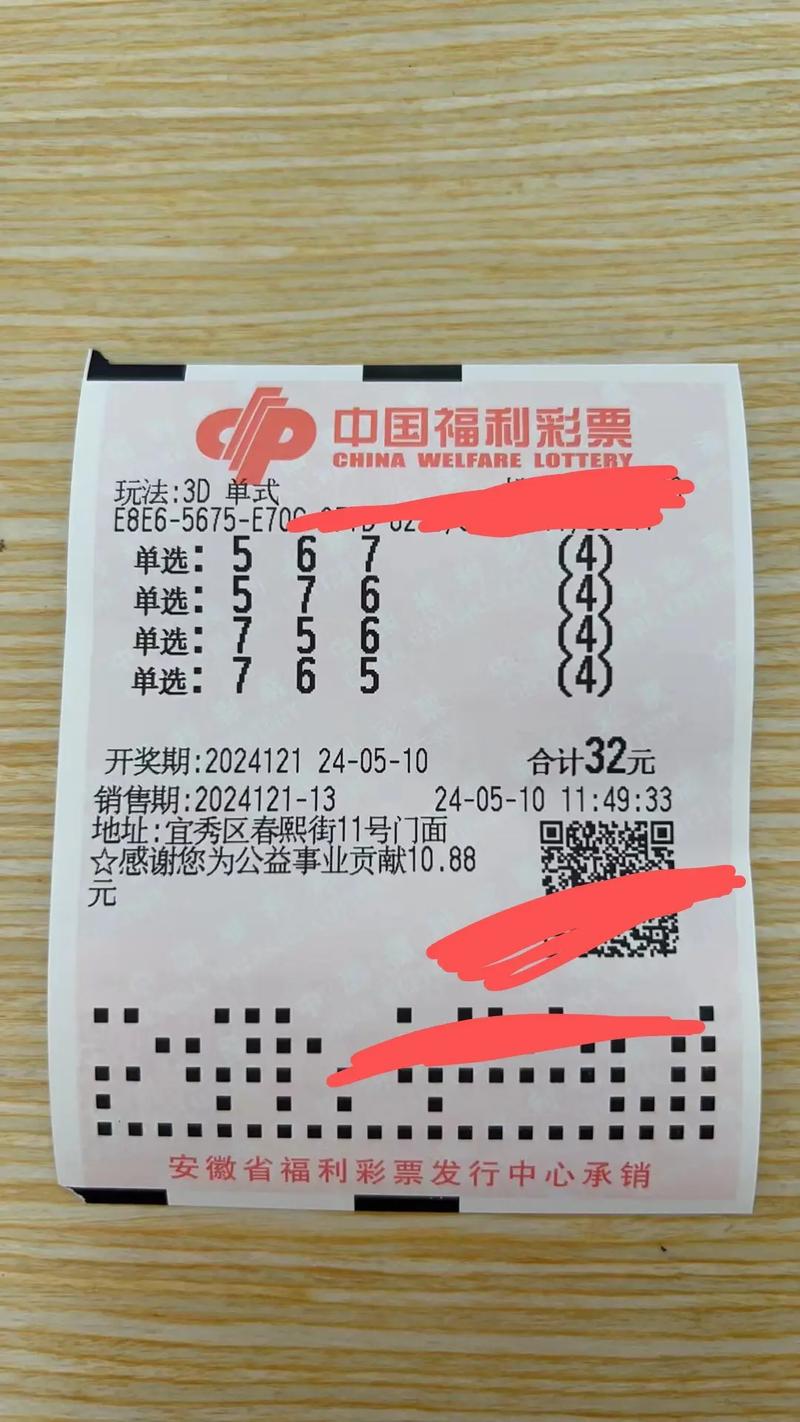 中国福利彩票
CHINA WELFARE LOTTERY
玩法:3D 单式
E8E6-5675-E70
单选: 5 6 7 (4)
单选: 5 7 6 (4)
单选: 7 5 6 (4)
单选: 7 6 5 (4)
开奖期:2024121 24-05-10 合计32元
销售期:2024121-13 24-05-10 11:49:33
地址:宜秀区春熙街11号门面
☆感谢您为公益事业贡献10.88
元
安徽省福利彩票发行中心承销